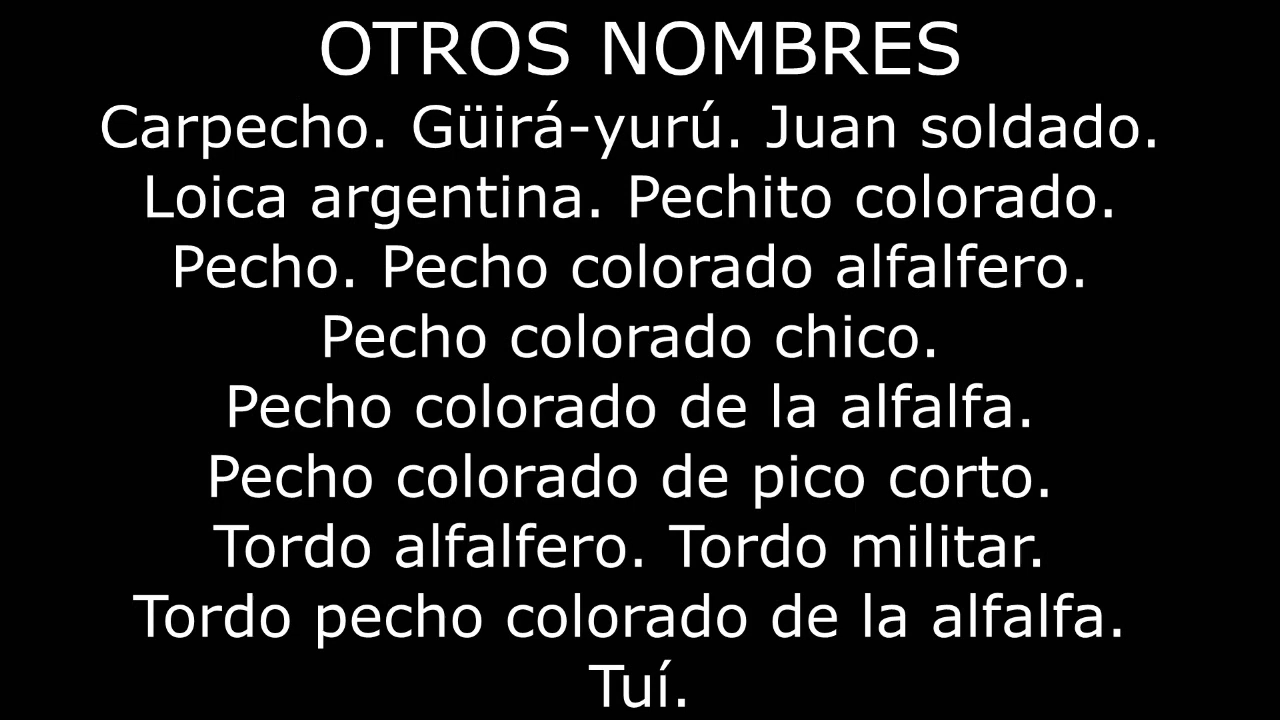 OTROS NOMBRES
Carpecho. Güirá-yurú. Juan soldado.
Loica argentina. Pechito colorado.
Pecho. Pecho colorado alfalfero.
Pecho colorado chico.
Pecho colorado de la alfalfa.
Pecho colorado de pico corto.
Tordo alfalfero. Tordo militar.
Tordo pecho colorado de la alfalfa.
Tuí.